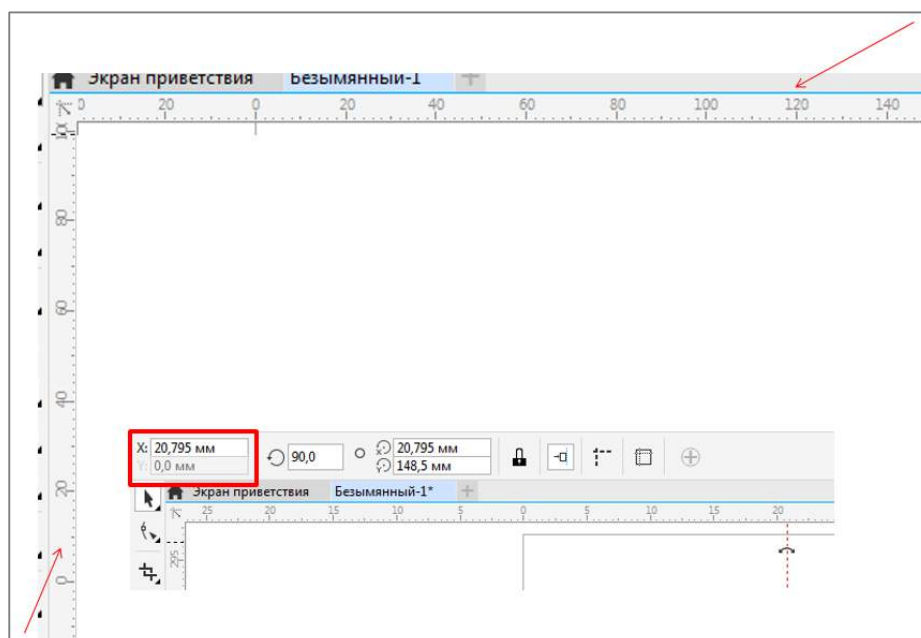 Экран приветствия Безымянный-1
0 20 0 20 40 60 80 100 120 140
100
80
60
40
20
0
X: 20,795 мм
Y: 0,0 мм
90,0
20,795 мм
148,5 мм
Экран приветствия Безымянный-1*
25 20 15 10 5 0 5 10 15 20
295